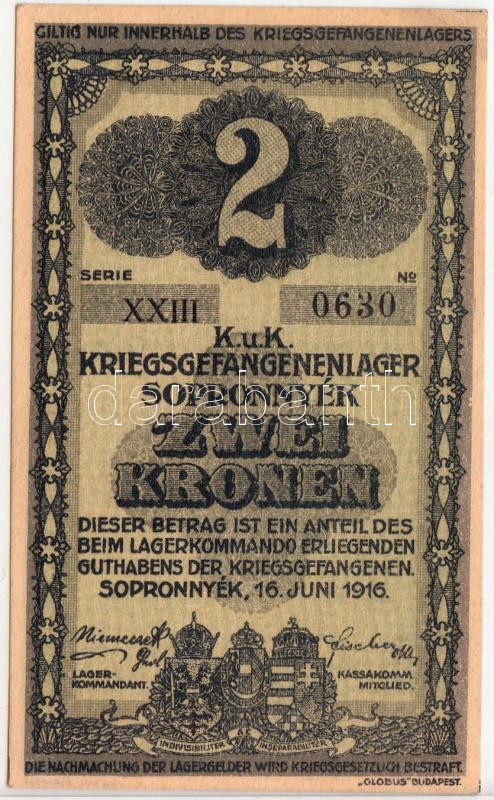 GILTIG NUR INNERHALB DES KRIEGSGEFANGENENLAGERS
2
SERIE No
XXIII 0630
K.u.K.
KRIEGSGEFANGENENLAGER
SOPRONNYÉK
darabanth
ZWEI
KRONEN
DIESER BETRAG IST EIN ANTEIL DES
BEIM LAGERKOMMANDO ERLIEGENDEN
GUTHABENS DER KRIEGSGEFANGENEN.
SOPRONNYÉK, 16. JUNI 1916.
LAGER-
KOMMANDANT.
KASSAKOMM.
MITGLIED.
INDIVISIBILITER AC INSEPARABILITER
DIE NACHMACHUNG DER LAGERGELDER WIRD KRIEGSGESETZLICH BESTRAFT.
„GLOBUS" BUDAPEST.